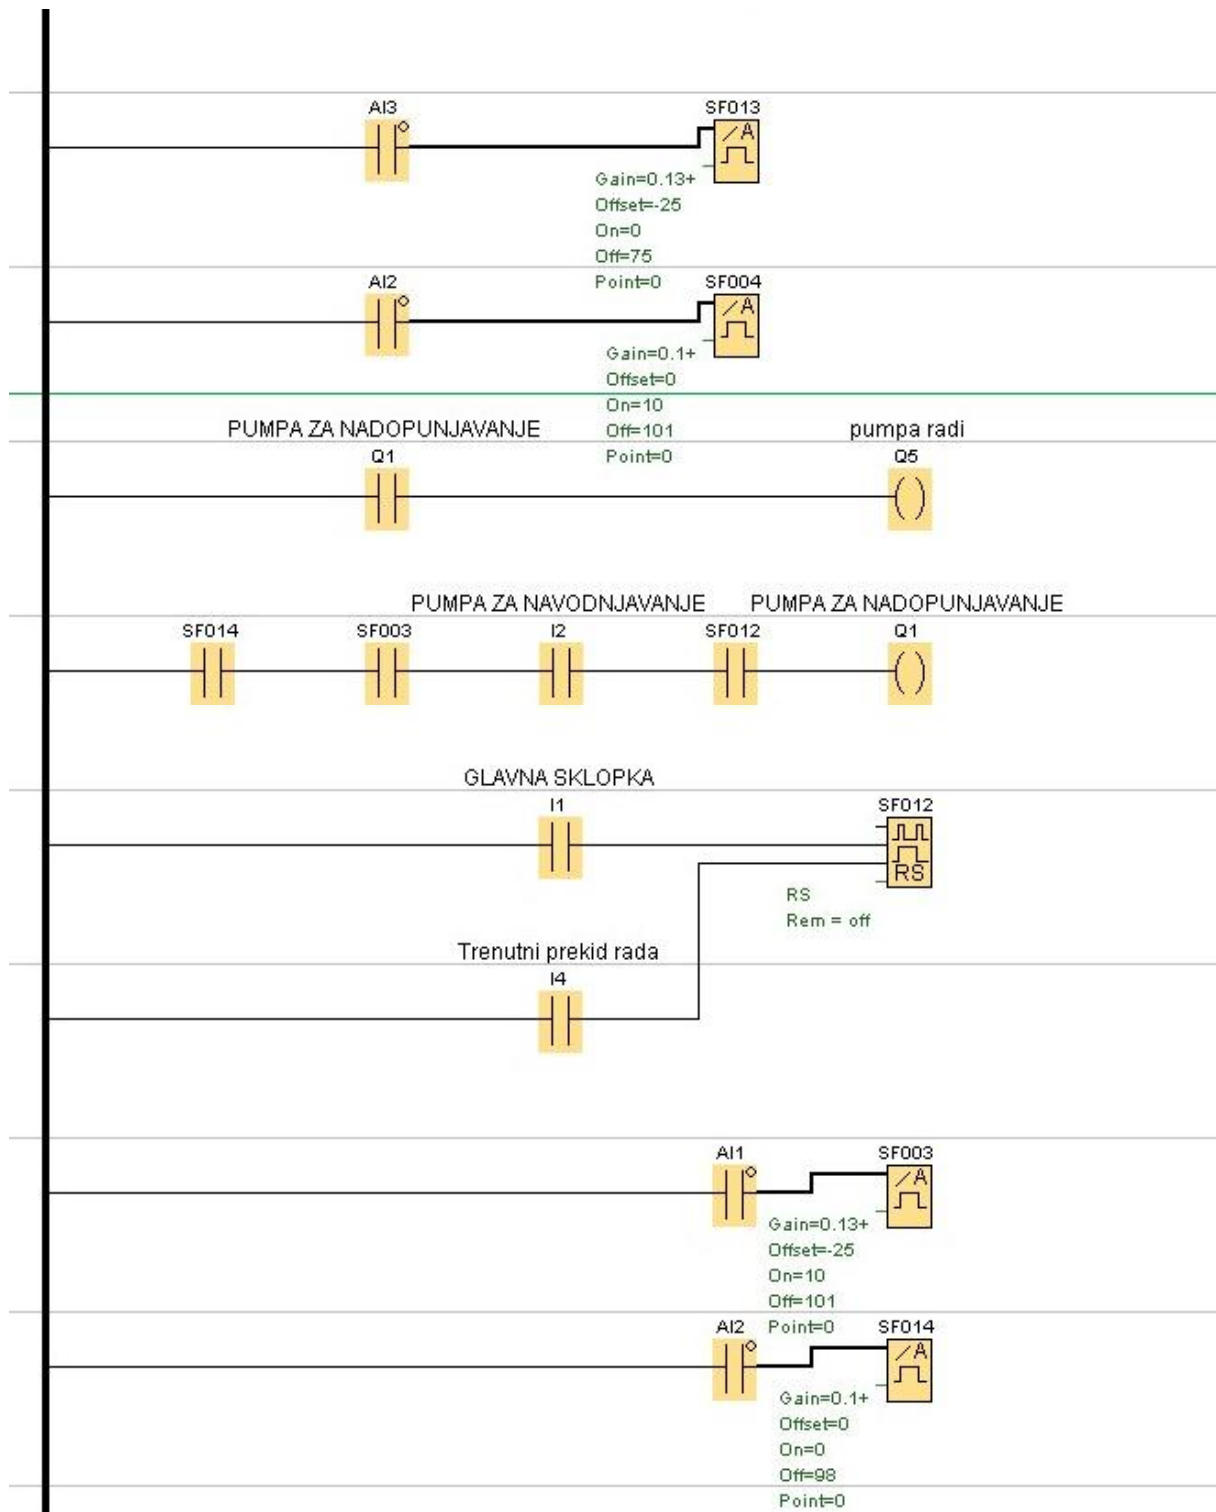 AI3 SF013
Gain=0.13+
Offset=-25
On=0
Off=75
Point=0
AI2 SF004
Gain=0.1+
Offset=0
On=10
Off=101
Point=0
PUMPA ZA NADOPUNJAVANJE pumpa radi
Q1 Q5
PUMPA ZA NAVODNJAVANJE PUMPA ZA NADOPUNJAVANJE
SF014 SF003 I2 SF012 Q1
GLAVNA SKLOPKA
I1 SF012
RS
RS
Rem = off
Trenutni prekid rada
I4
AI1 SF003
Gain=0.13+
Offset=-25
On=10
Off=101
Point=0
AI2 SF014
Gain=0.1+
Offset=0
On=0
Off=98
Point=0
/A
/A
/A
/A